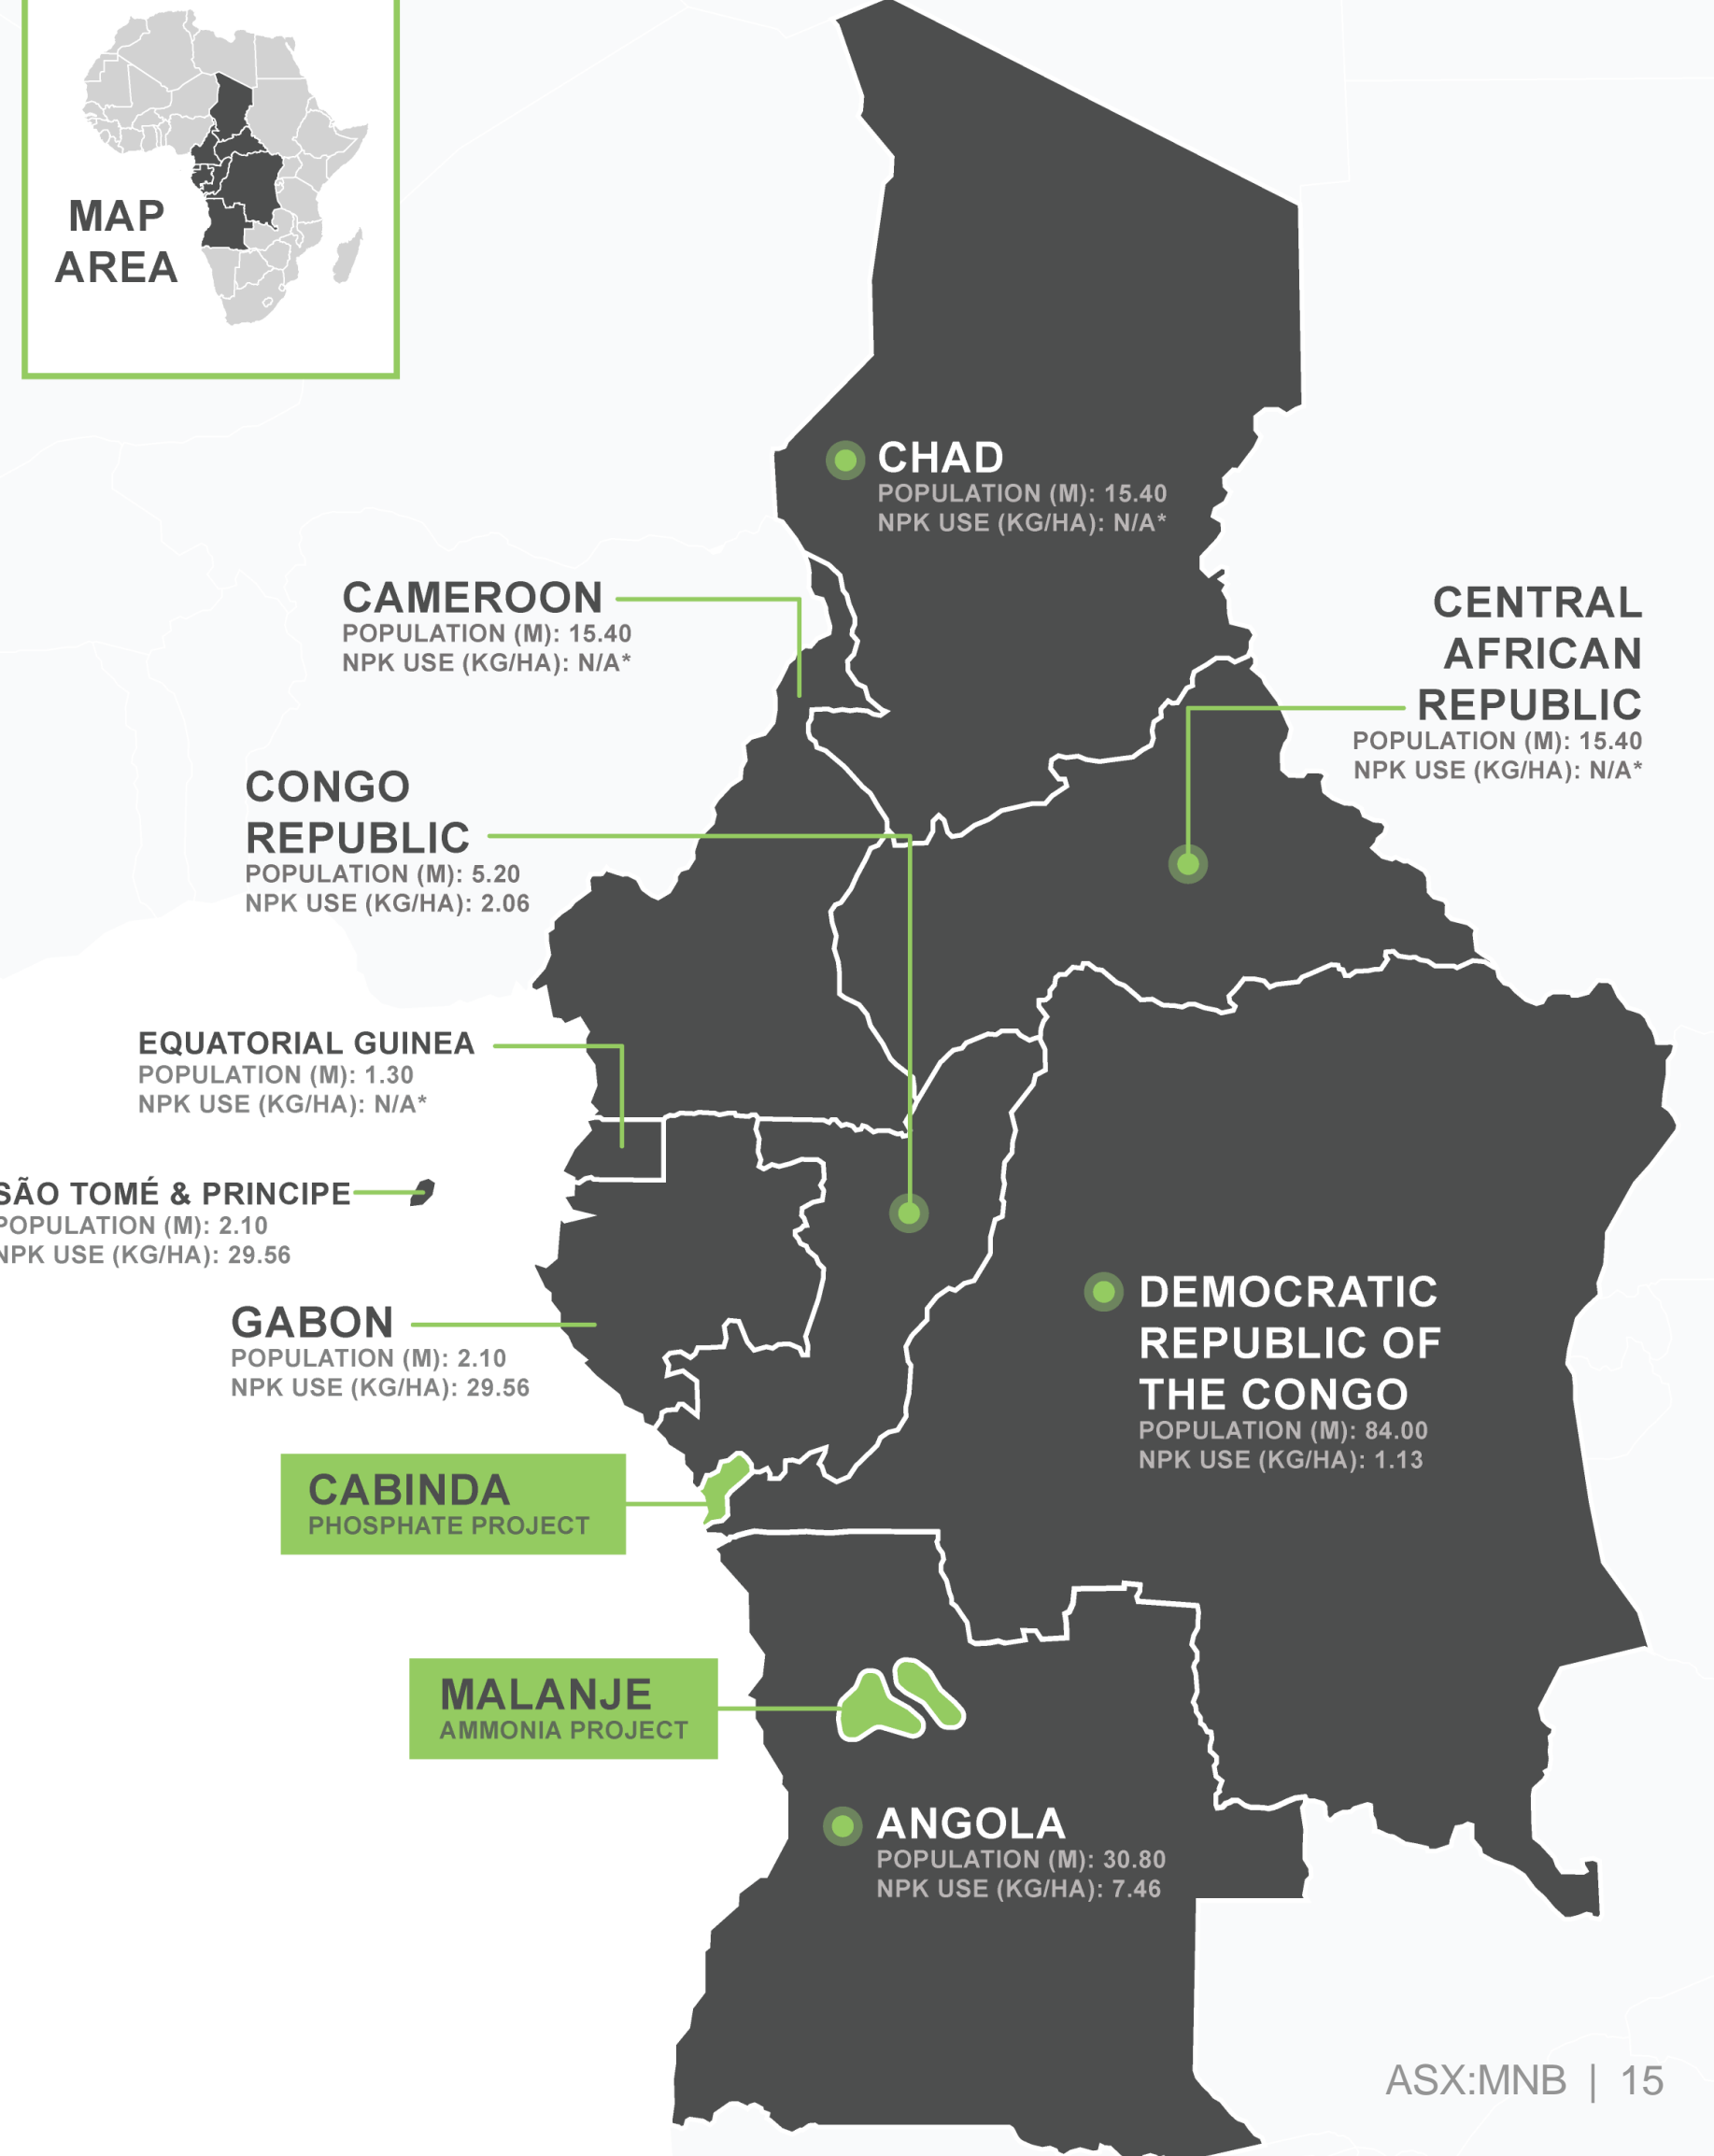 MAP
AREA
CHAD
POPULATION (M): 15.40
NPK USE (KG/HA): N/A*
CAMEROON
POPULATION (M): 15.40
NPK USE (KG/HA): N/A*
CENTRAL
AFRICAN
REPUBLIC
POPULATION (M): 15.40
NPK USE (KG/HA): N/A*
CONGO
REPUBLIC
POPULATION (M): 5.20
NPK USE (KG/HA): 2.06
EQUATORIAL GUINEA
POPULATION (M): 1.30
NPK USE (KG/HA): N/A*
SÃO TOMÉ & PRINCIPE
POPULATION (M): 2.10
NPK USE (KG/HA): 29.56
DEMOCRATIC
REPUBLIC OF
THE CONGO
POPULATION (M): 84.00
NPK USE (KG/HA): 1.13
GABON
POPULATION (M): 2.10
NPK USE (KG/HA): 29.56
CABINDA
PHOSPHATE PROJECT
MALANJE
AMMONIA PROJECT
ANGOLA
POPULATION (M): 30.80
NPK USE (KG/HA): 7.46
ASX:MNB | 15